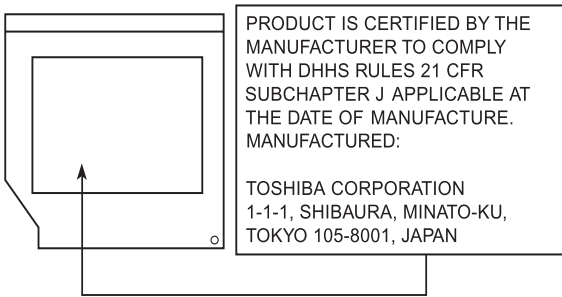 PRODUCT IS CERTIFIED BY THE
MANUFACTURER TO COMPLY
WITH DHHS RULES 21 CFR
SUBCHAPTER J APPLICABLE AT
THE DATE OF MANUFACTURE.
MANUFACTURED:
TOSHIBA CORPORATION
1-1-1, SHIBAURA, MINATO-KU,
TOKYO 105-8001, JAPAN